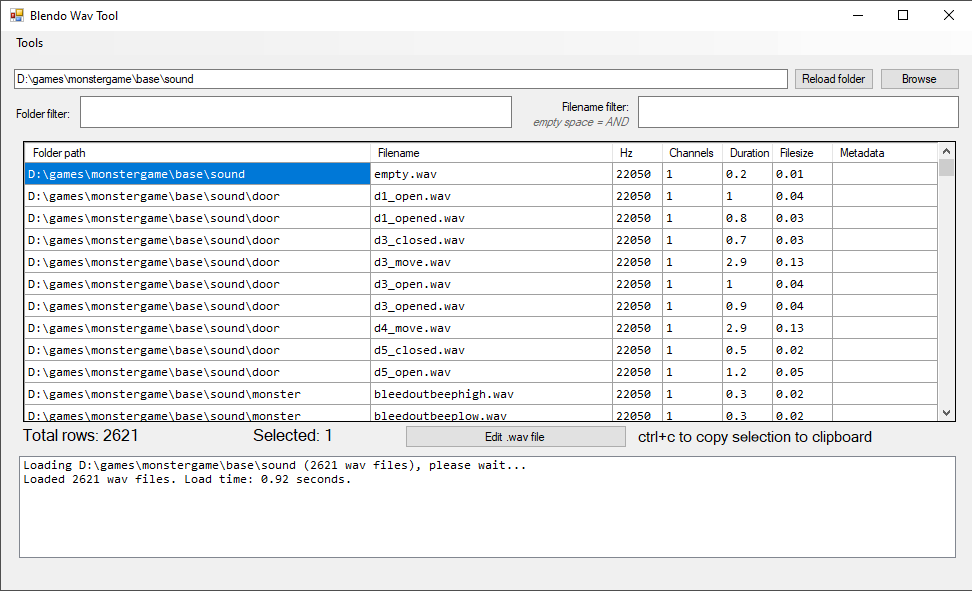 Blendo Wav Tool
Tools
D:\games\monstergame\base\sound Reload folder Browse
Folder filter: Filename filter:
empty space = AND
Folder path Filename Hz Channels Duration Filesize Metadata
D:\games\monstergame\base\sound empty.wav 22050 1 0.2 0.01
D:\games\monstergame\base\sound\door d1_open.wav 22050 1 1 0.04
D:\games\monstergame\base\sound\door d1_opened.wav 22050 1 0.8 0.03
D:\games\monstergame\base\sound\door d3_closed.wav 22050 1 0.7 0.03
D:\games\monstergame\base\sound\door d3_move.wav 22050 1 2.9 0.13
D:\games\monstergame\base\sound\door d3_open.wav 22050 1 1 0.04
D:\games\monstergame\base\sound\door d3_opened.wav 22050 1 0.9 0.04
D:\games\monstergame\base\sound\door d4_move.wav 22050 1 2.9 0.13
D:\games\monstergame\base\sound\door d5_closed.wav 22050 1 0.5 0.02
D:\games\monstergame\base\sound\door d5_open.wav 22050 1 1.2 0.05
D:\games\monstergame\base\sound\monster bleedoutbeephigh.wav 22050 1 0.3 0.02
D:\games\monstergame\base\sound\monster bleedoutbeeplow.wav 22050 1 0.3 0.02
Total rows: 2621 Selected: 1 Edit .wav file ctrl+c to copy selection to clipboard
Loading D:\games\monstergame\base\sound (2621 wav files), please wait...
Loaded 2621 wav files. Load time: 0.92 seconds.